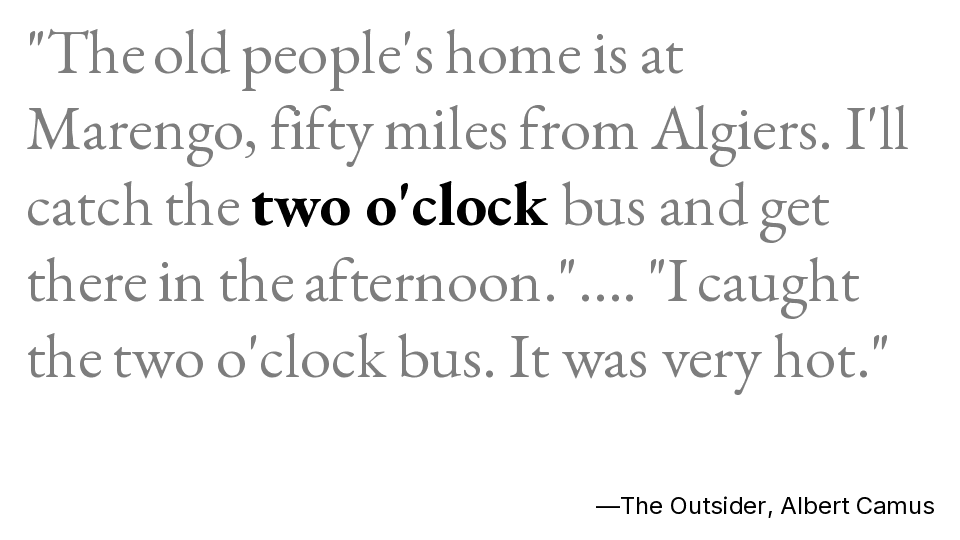 "The old people's home is at
Marengo, fifty miles from Algiers. I'll
catch the two o'clock bus and get
there in the afternoon.".... "I caught
the two o'clock bus. It was very hot."
—The Outsider, Albert Camus